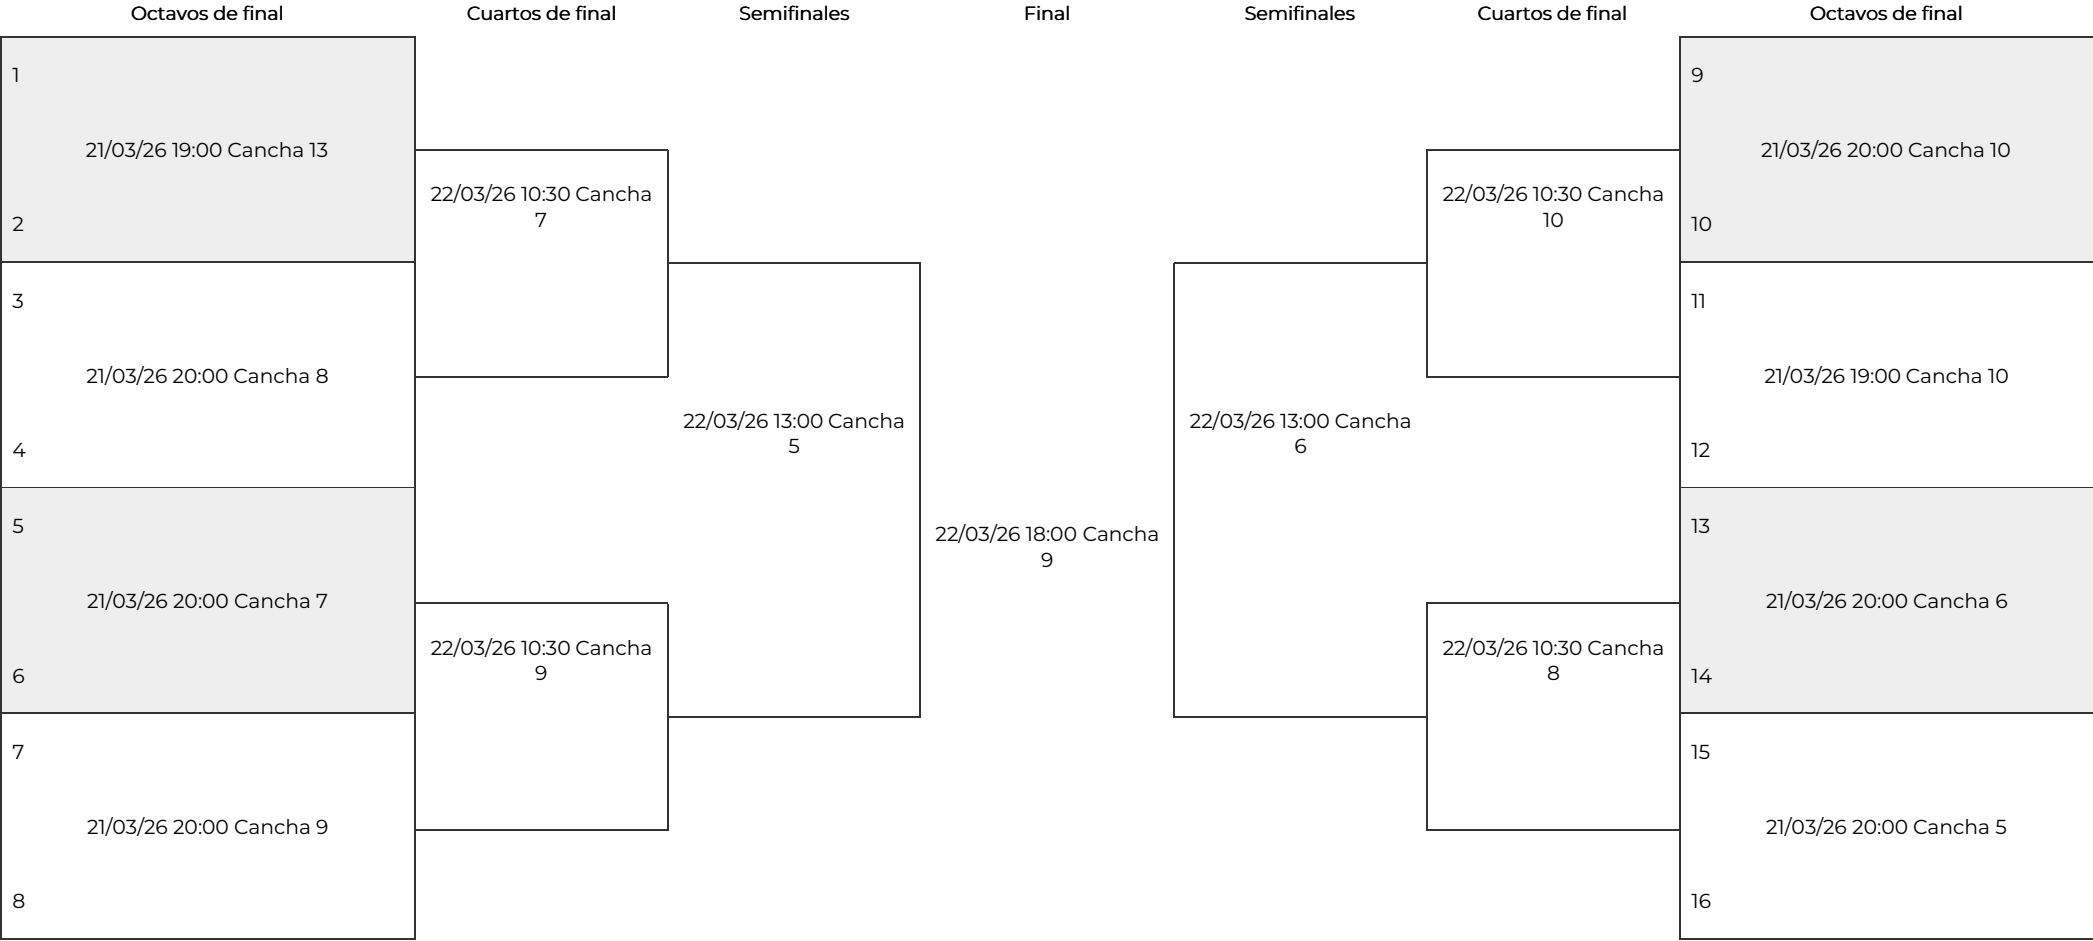 Octavos de final
Cuartos de final
Semifinales
Final
Semifinales
Cuartos de final
Octavos de final
1
21/03/26 19:00 Cancha 13
2
3
21/03/26 20:00 Cancha 8
4
5
21/03/26 20:00 Cancha 7
6
7
21/03/26 20:00 Cancha 9
8
22/03/26 10:30 Cancha
7
22/03/26 10:30 Cancha
9
22/03/26 13:00 Cancha
5
22/03/26 18:00 Cancha
9
22/03/26 13:00 Cancha
6
22/03/26 10:30 Cancha
10
22/03/26 10:30 Cancha
8
9
21/03/26 20:00 Cancha 10
10
11
21/03/26 19:00 Cancha 10
12
13
21/03/26 20:00 Cancha 6
14
15
21/03/26 20:00 Cancha 5
16